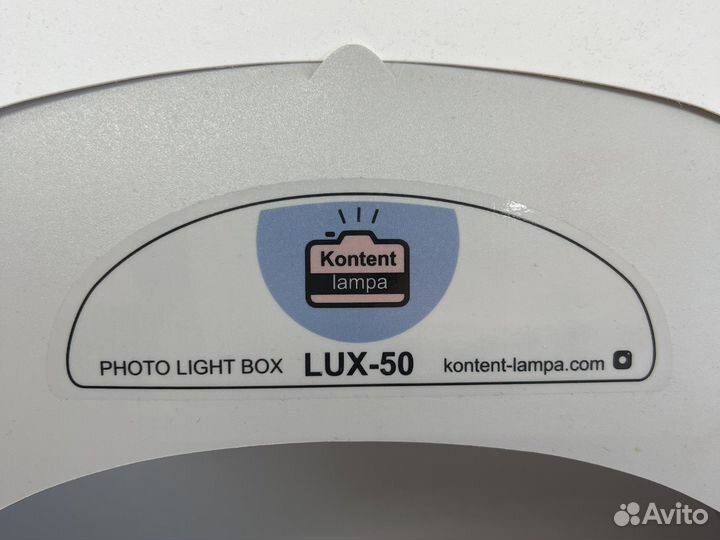 Kontent
lampa
PHOTO LIGHT BOX LUX-50 kontent-lampa.com
Avito